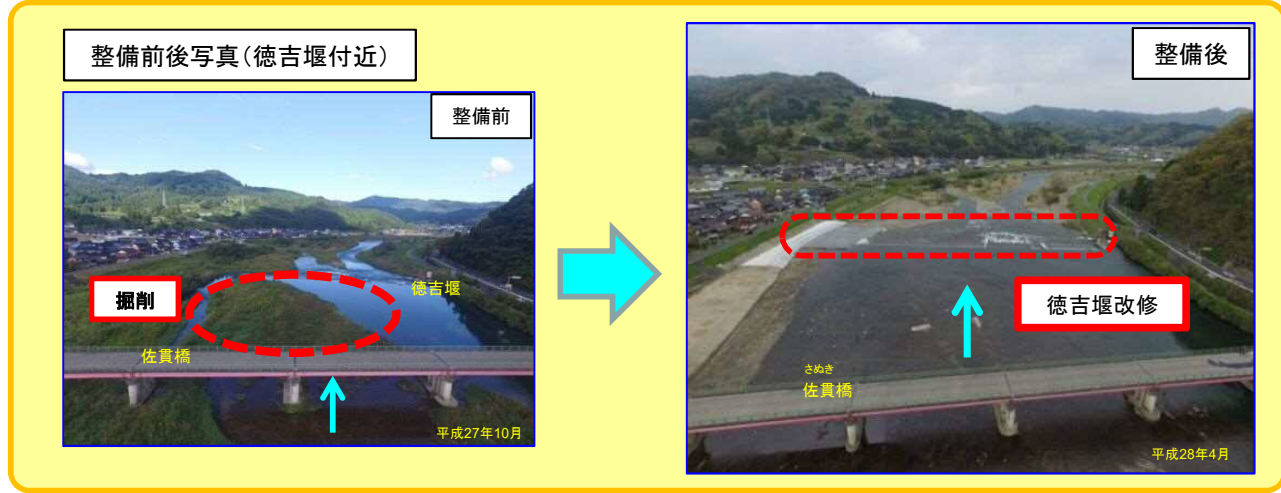 整備前後写真(徳吉堰付近)
整備前
掘削
徳吉堰
佐貫橋
平成27年10月
整備後
徳吉堰改修
さぬき
佐貫橋
平成28年4月